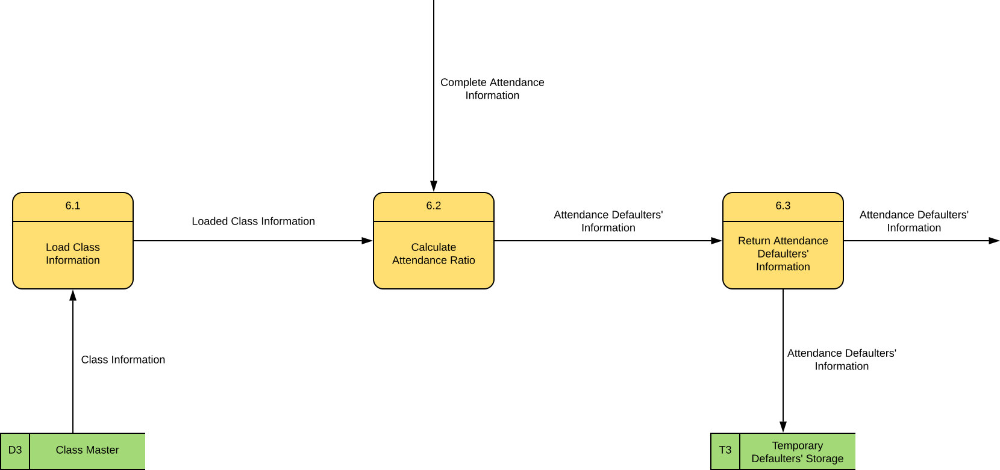 Complete Attendance
Information
6.1
Load Class
Information
Loaded Class Information
6.2
Calculate
Attendance Ratio
Attendance Defaulters'
Information
6.3
Return Attendance
Defaulters'
Information
Attendance Defaulters'
Information
Class Information
Attendance Defaulters'
Information
D3
Class Master
T3
Temporary
Defaulters' Storage